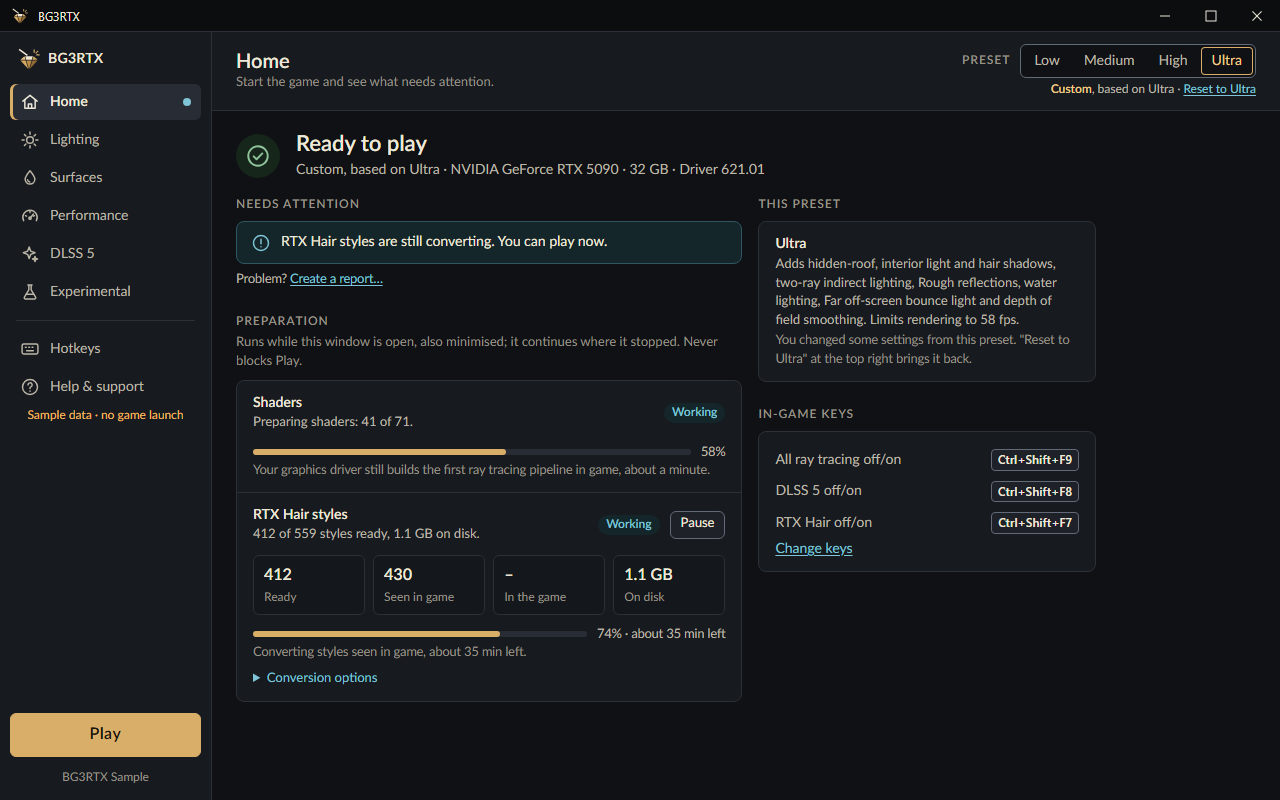 BG3RTX
BG3RTX
Home
Lighting
Surfaces
Performance
DLSS 5
Experimental
Hotkeys
Help & support
Sample data · no game launch
Play
BG3RTX Sample
Home
Start the game and see what needs attention.
PRESET
Low
Medium
High
Ultra
Custom, based on Ultra · Reset to Ultra
Ready to play
Custom, based on Ultra · NVIDIA GeForce RTX 5090 · 32 GB · Driver 621.01
NEEDS ATTENTION
RTX Hair styles are still converting. You can play now.
Problem? Create a report...
PREPARATION
Runs while this window is open, also minimised; it continues where it stopped. Never
blocks Play.
Shaders
Preparing shaders: 41 of 71.
Working
58%
Your graphics driver still builds the first ray tracing pipeline in game, about a minute.
RTX Hair styles
412 of 559 styles ready, 1.1 GB on disk.
Working
Pause
412
Ready
430
Seen in game
–
In the game
1.1 GB
On disk
74% · about 35 min left
Converting styles seen in game, about 35 min left.
Conversion options
THIS PRESET
Ultra
Adds hidden-roof, interior light and hair shadows,
two-ray indirect lighting, Rough reflections, water
lighting, Far off-screen bounce light and depth of
field smoothing. Limits rendering to 58 fps.
You changed some settings from this preset. "Reset to
Ultra" at the top right brings it back.
IN-GAME KEYS
All ray tracing off/on
Ctrl+Shift+F9
DLSS 5 off/on
Ctrl+Shift+F8
RTX Hair off/on
Ctrl+Shift+F7
Change keys